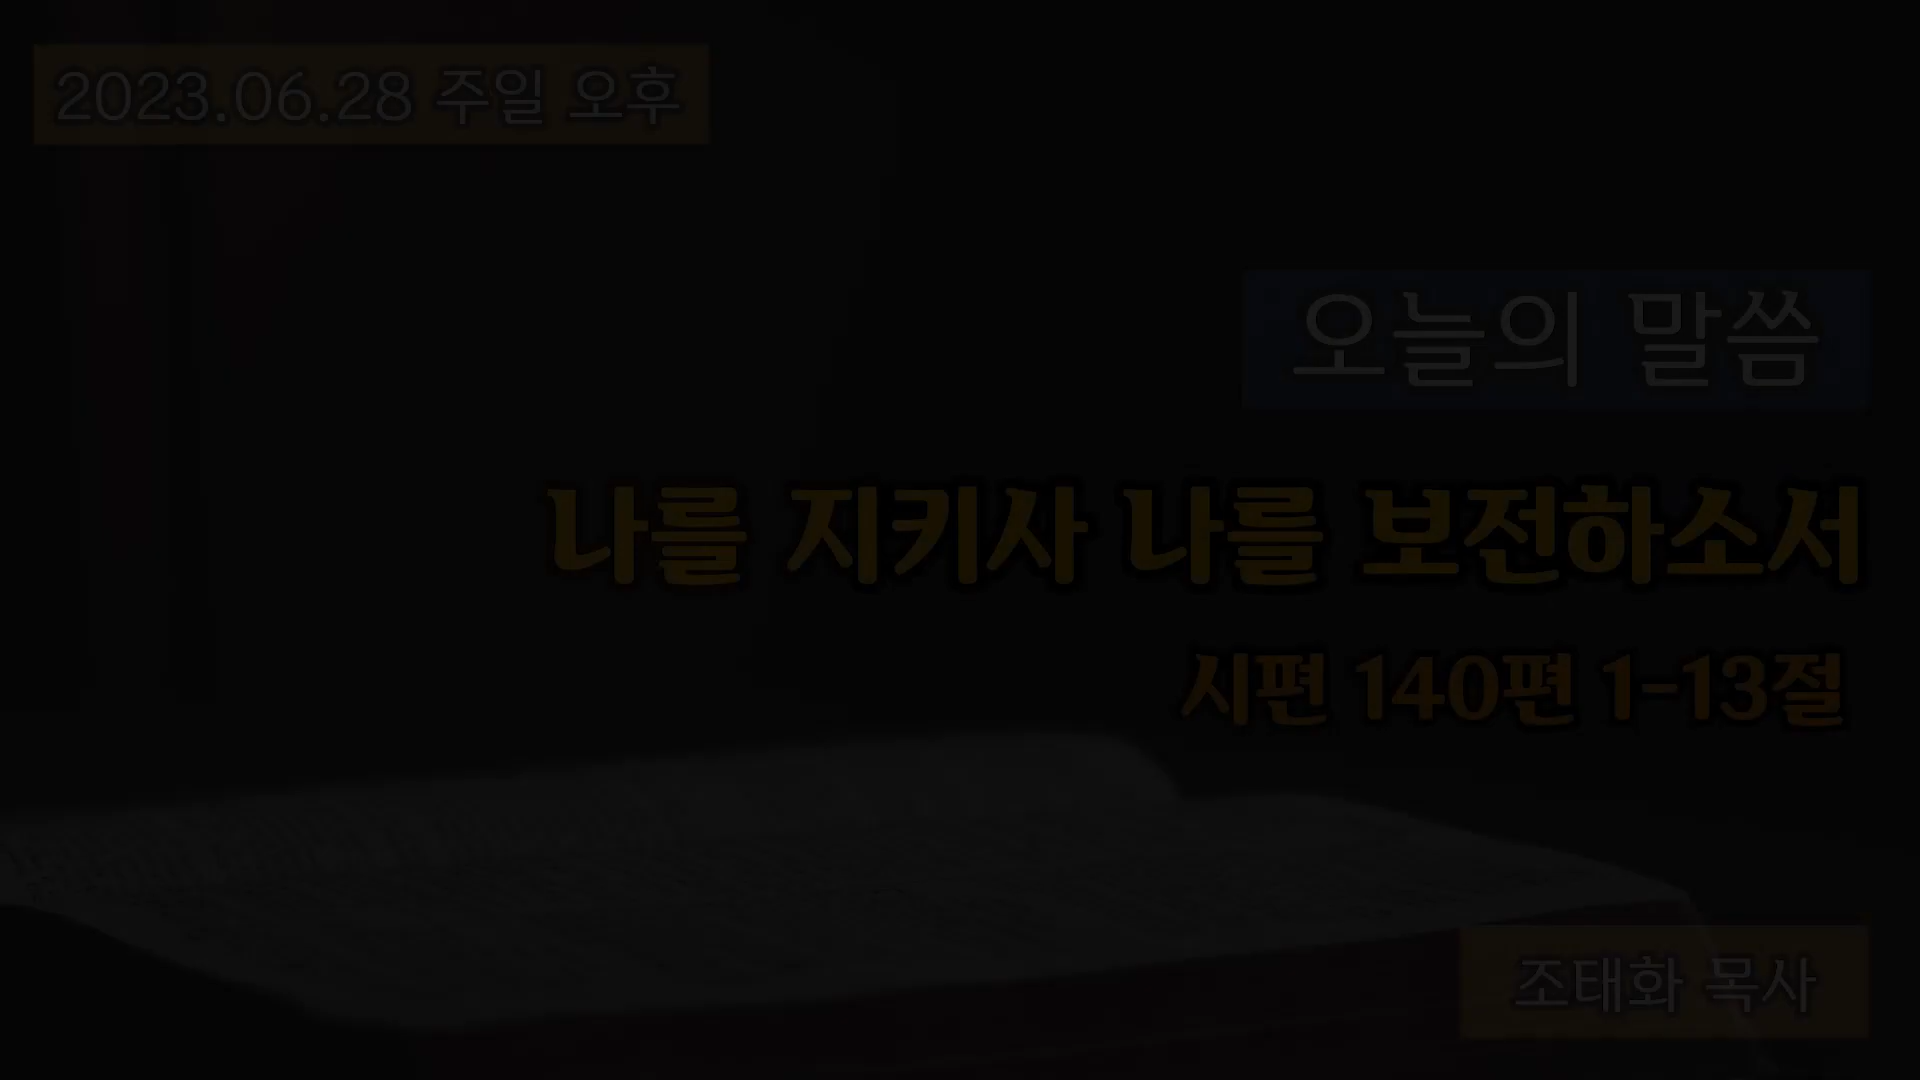 2023.06.28 주일 오후
오늘의 말씀
나를 지키사 나를 보전하소서
시편 140편 1-13절
조태화 목사